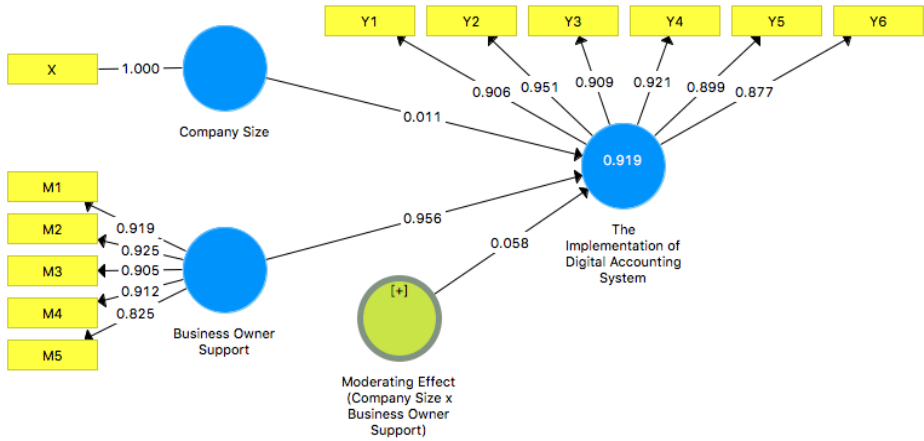 Y1
Y2
Y3
Y4
Y5
Y6
X
1.000
Company Size
0.906
0.951
0.909
0.921
0.899
0.877
0.011
0.919
The
Implementation of
Digital Accounting
System
M1
M2
M3
M4
M5
0.919
0.925
0.905
0.912
0.825
Business Owner
Support
0.956
0.058
[+]
Moderating Effect
(Company Size x
Business Owner
Support)